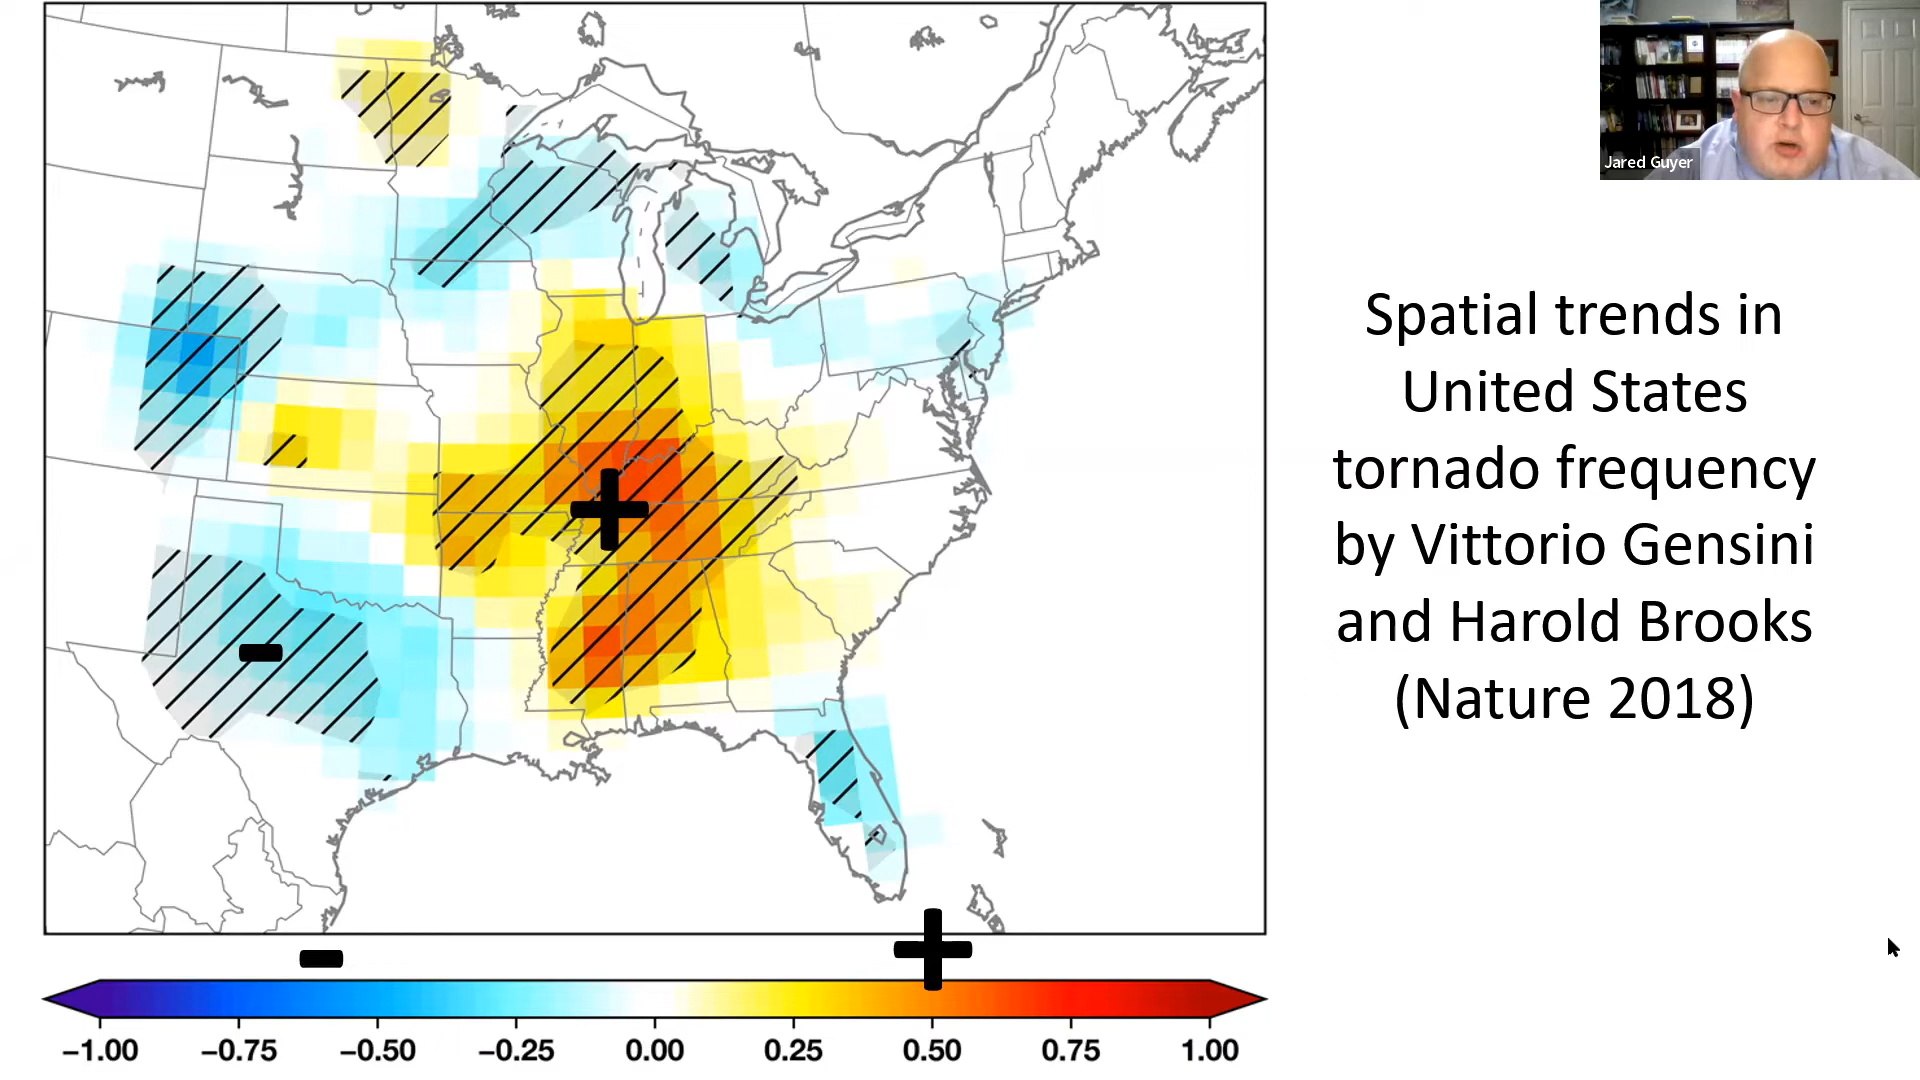 Jared Guyer
Spatial trends in
United States
tornado frequency
by Vittorio Gensini
and Harold Brooks
(Nature 2018)
+
-
-
+
−1.00 −0.75 −0.50 −0.25 0.00 0.25 0.50 0.75 1.00